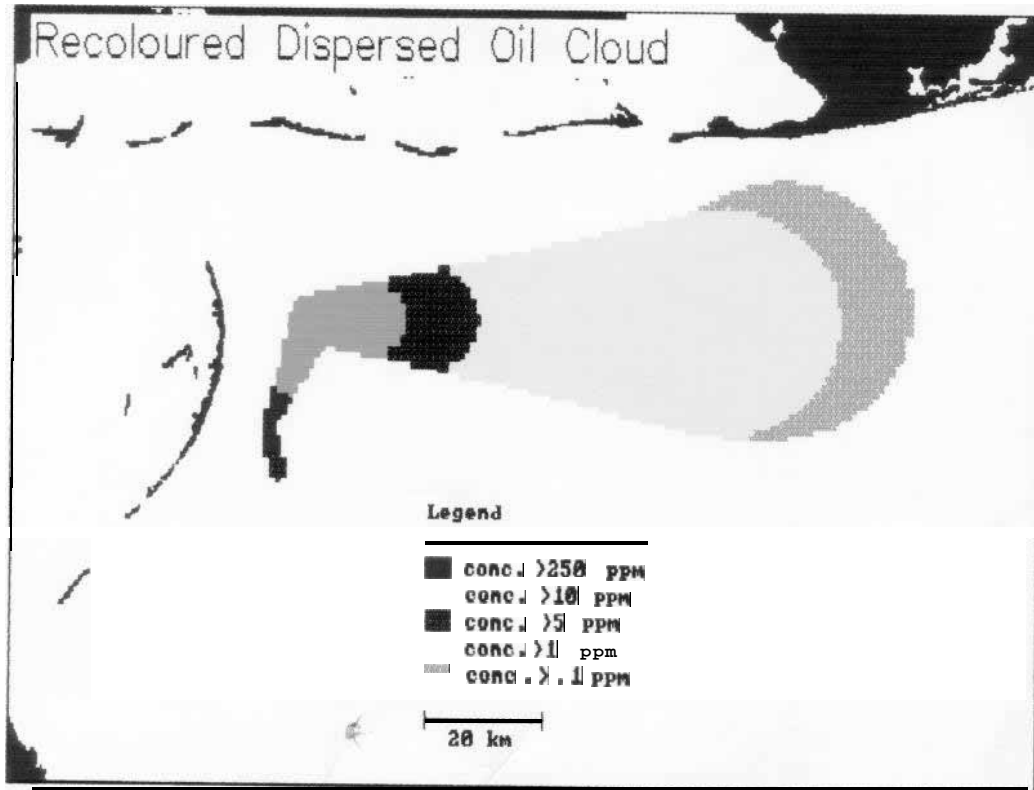 Recoloured Dispersed Oil Cloud
Legend
conc. >250 ppm
conc. >10 ppm
conc. >5 ppm
conc. >1 ppm
conc. >.1 ppm
20 km